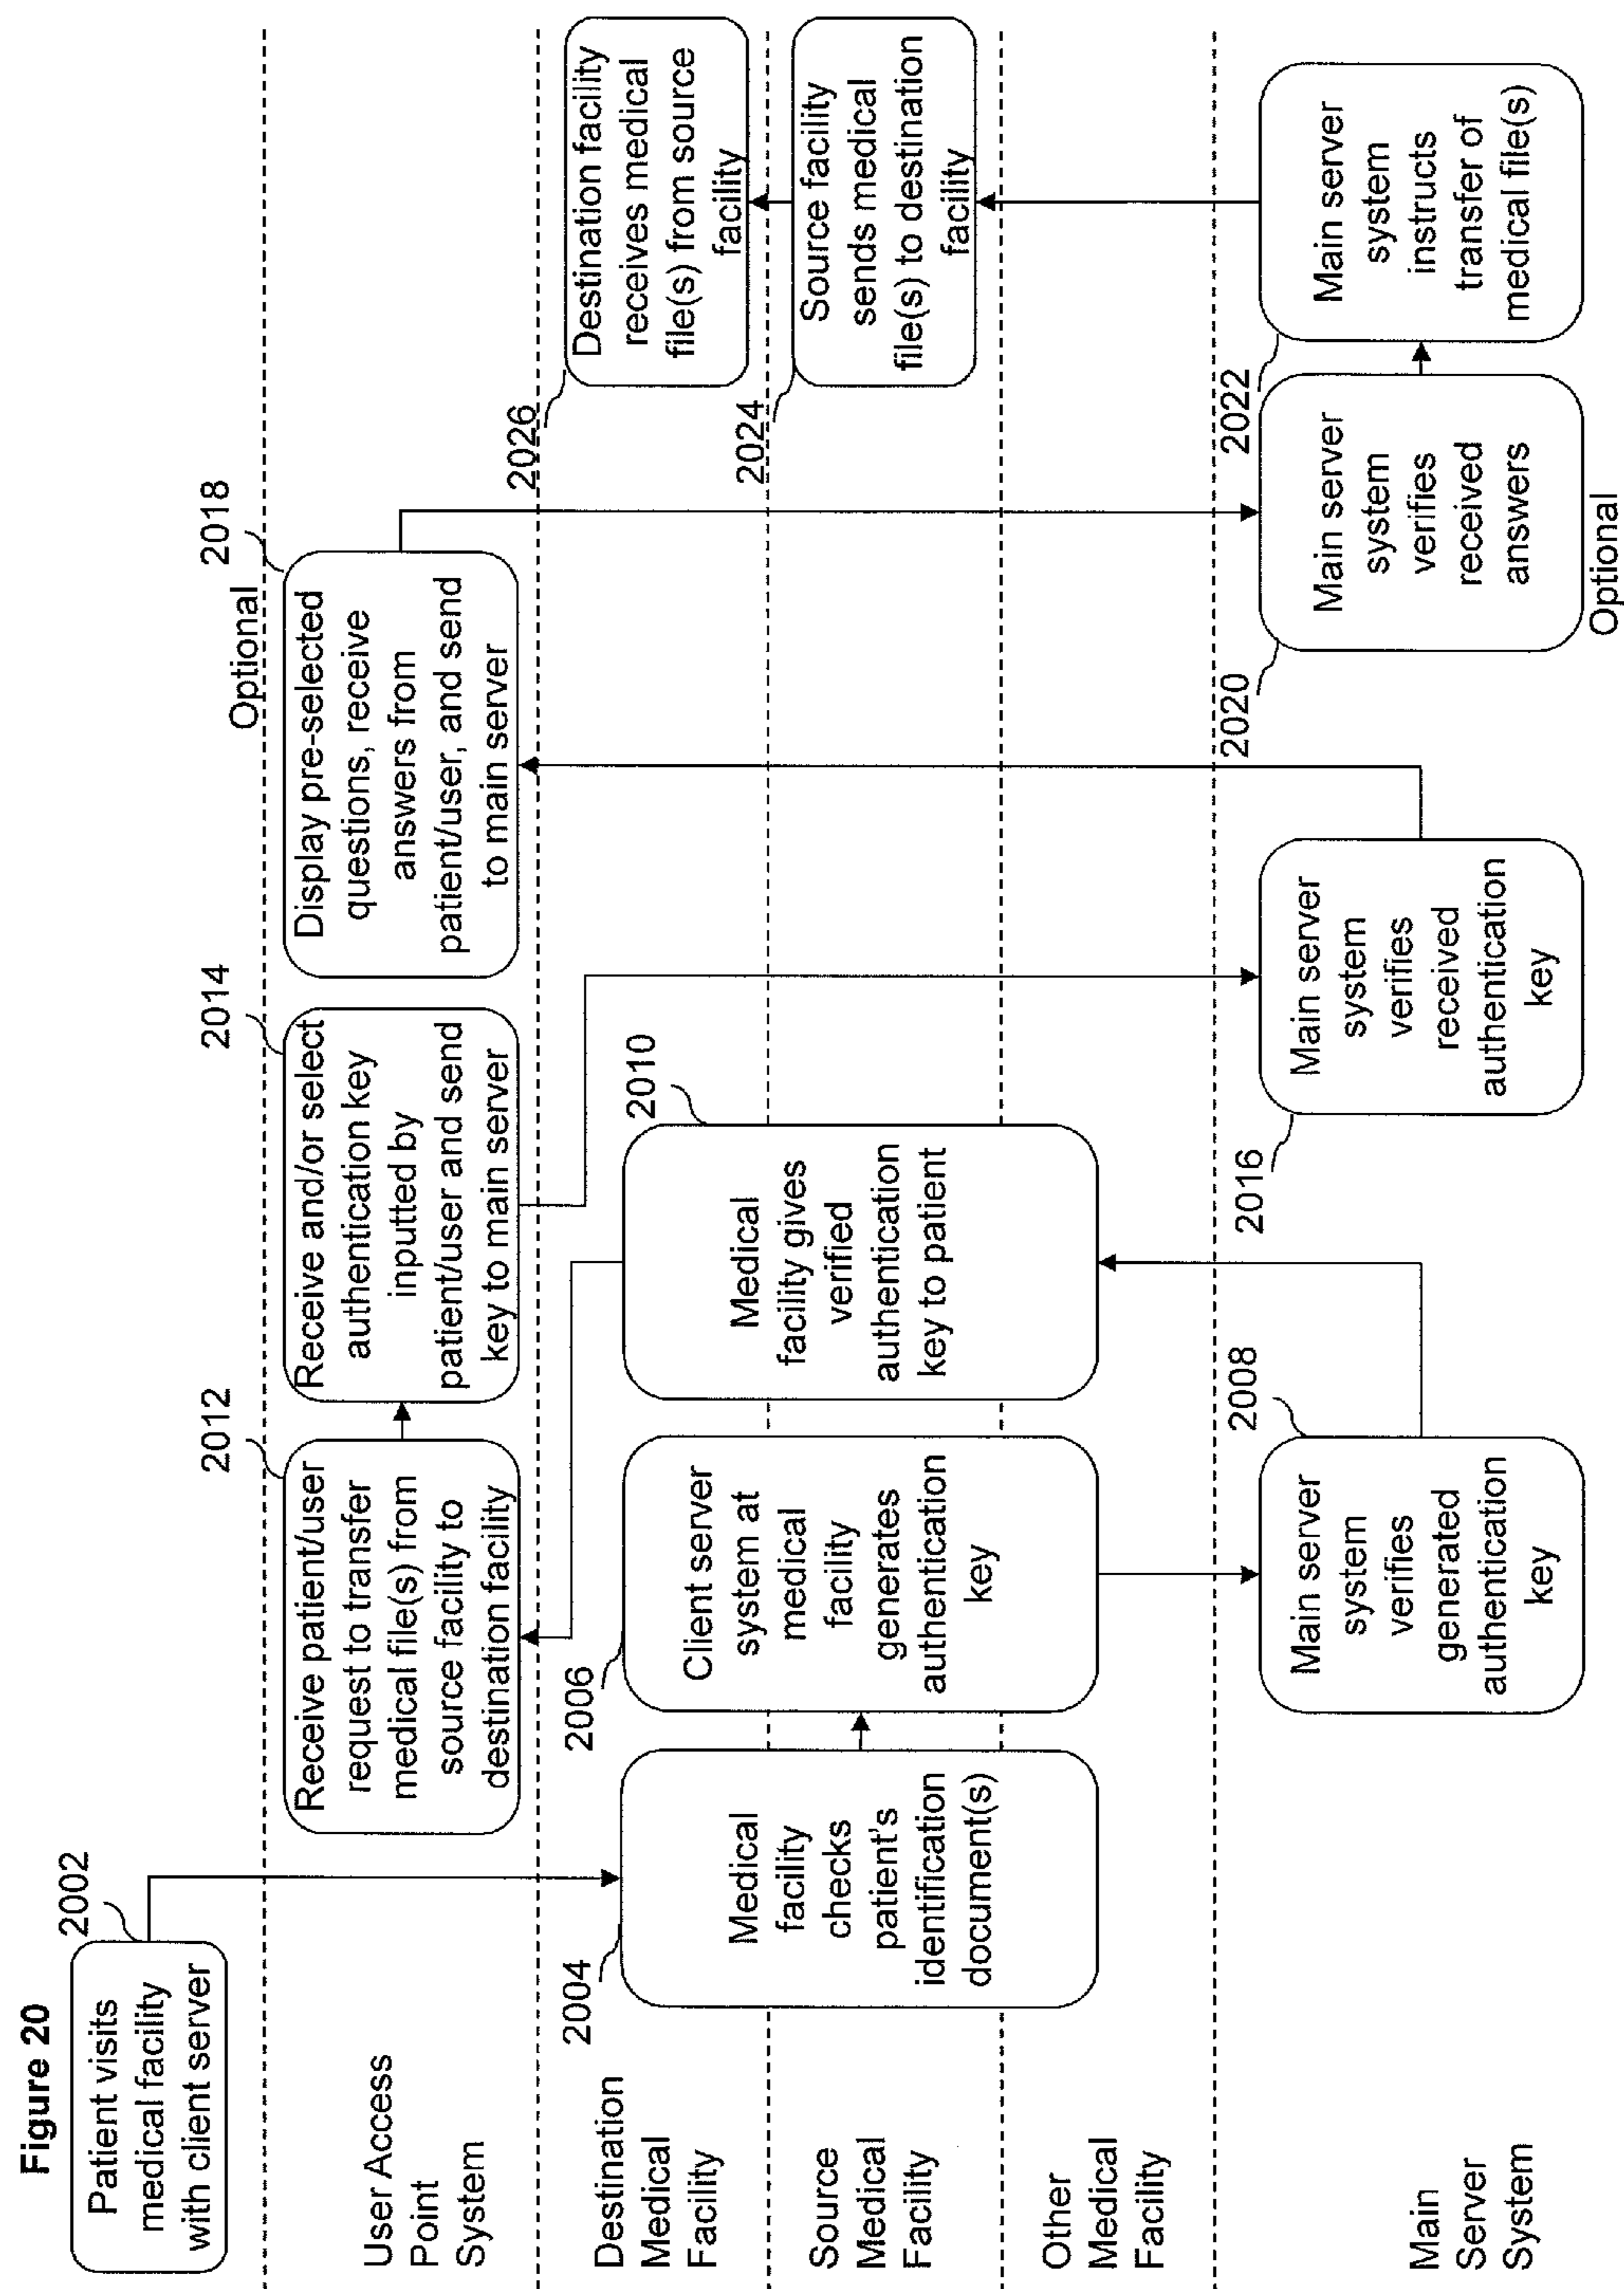 Figure 20
Patient visits
medical facility
with client server
2002
User Access
Point
System
Destination
Medical
Facility
Source
Medical
Facility
Other
Medical
Facility
Main
Server
System
2004
Medical
facility
checks
patient's
identification
document(s)
2006
Client server
system at
medical
facility
generates
authentication
key
2008
Main server
system
verifies
generated
authentication
key
2010
Medical
facility gives
verified
authentication
key to patient
2012
Receive patient/user
request to transfer
medical file(s) from
source facility to
destination facility
2014
Receive and/or select
authentication key
inputted by
patient/user and send
key to main server
2016
Main server
system
verifies
received
authentication
key
2018
Optional
Display pre-selected
questions, receive
answers from
patient/user, and send
to main server
2020
Main server
system
verifies
received
answers
Optional
2022
Main server
system
instructs
transfer of
medical file(s)
2024
Source facility
sends medical
file(s) to destination
facility
2026
Destination facility
receives medical
file(s) from source
facility